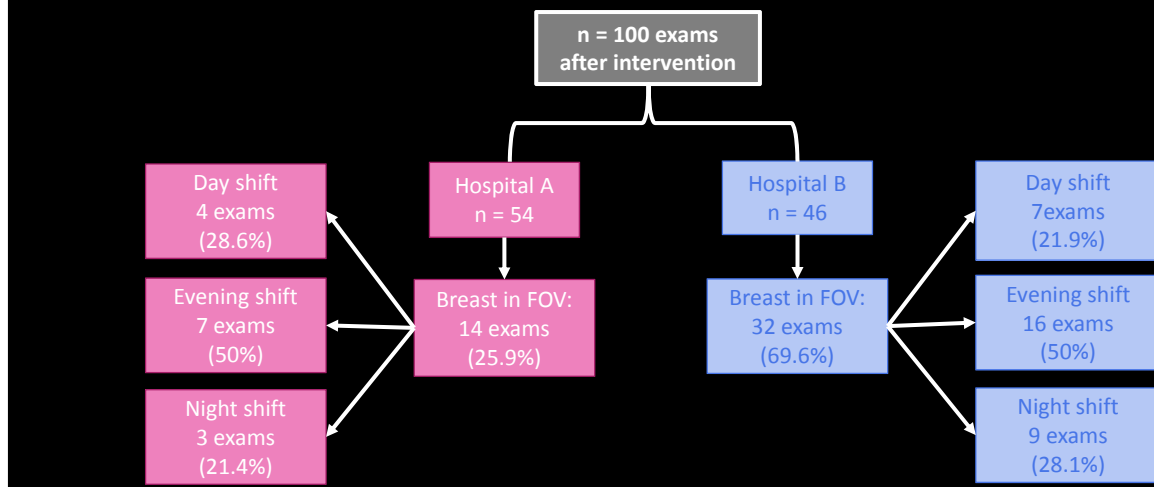 n = 100 exams
after intervention
Hospital A
n = 54
Hospital B
n = 46
Breast in FOV:
14 exams
(25.9%)
Breast in FOV:
32 exams
(69.6%)
Day shift
4 exams
(28.6%)
Evening shift
7 exams
(50%)
Night shift
3 exams
(21.4%)
Day shift
7exams
(21.9%)
Evening shift
16 exams
(50%)
Night shift
9 exams
(28.1%)